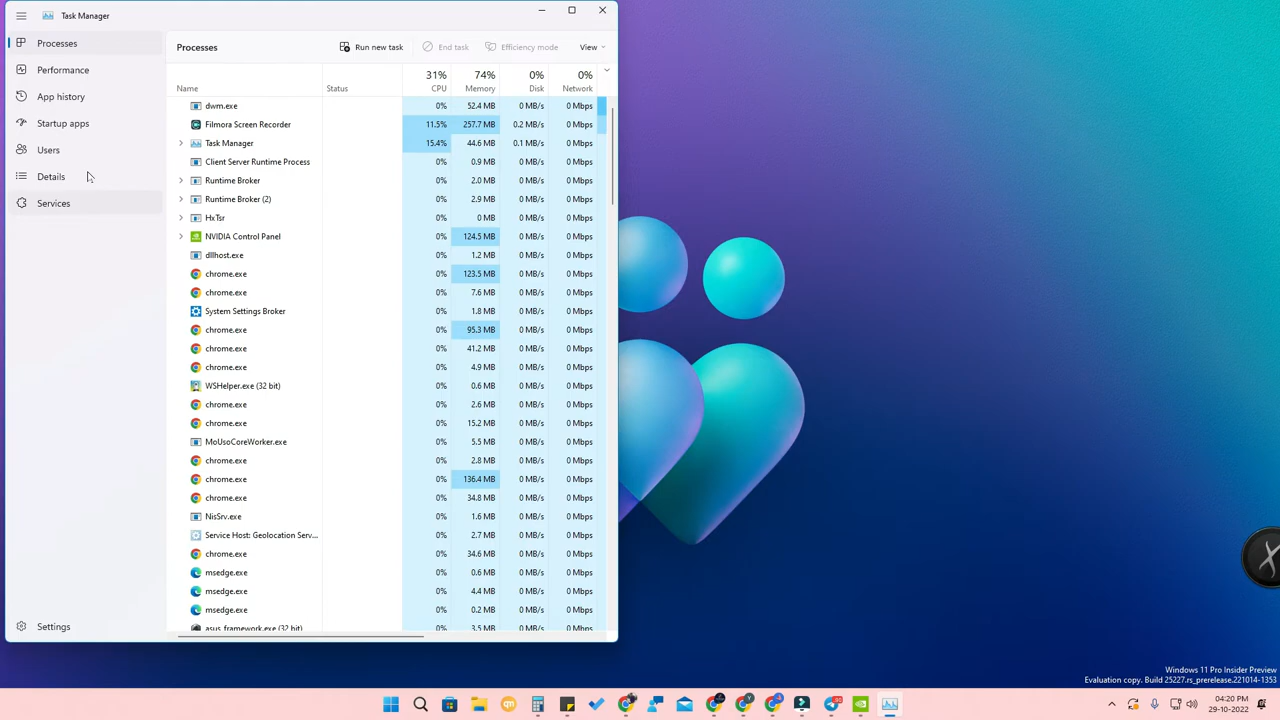 Task Manager
Processes
Performance
App history
Startup apps
Users
Details
Services
Settings
Processes
Run new task
End task
Efficiency mode
View
31% 74% 0% 0%
Name Status CPU Memory Disk Network
dwm.exe 0% 52.4 MB 0 MB/s 0 Mbps
Filmora Screen Recorder 11.5% 257.7 MB 0.2 MB/s 0 Mbps
Task Manager 15.4% 44.6 MB 0.1 MB/s 0 Mbps
Client Server Runtime Process 0% 0.9 MB 0 MB/s 0 Mbps
Runtime Broker 0% 2.0 MB 0 MB/s 0 Mbps
Runtime Broker (2) 0% 2.9 MB 0 MB/s 0 Mbps
HxTsr 0% 0 MB 0 MB/s 0 Mbps
NVIDIA Control Panel 0% 124.5 MB 0 MB/s 0 Mbps
dllhost.exe 0% 1.2 MB 0 MB/s 0 Mbps
chrome.exe 0% 123.5 MB 0 MB/s 0 Mbps
chrome.exe 0% 7.6 MB 0 MB/s 0 Mbps
System Settings Broker 0% 1.8 MB 0 MB/s 0 Mbps
chrome.exe 0% 95.3 MB 0 MB/s 0 Mbps
chrome.exe 0% 41.2 MB 0 MB/s 0 Mbps
chrome.exe 0% 4.9 MB 0 MB/s 0 Mbps
WSHelper.exe (32 bit) 0% 0.6 MB 0 MB/s 0 Mbps
chrome.exe 0% 2.6 MB 0 MB/s 0 Mbps
chrome.exe 0% 15.2 MB 0 MB/s 0 Mbps
MoUsoCoreWorker.exe 0% 5.5 MB 0 MB/s 0 Mbps
chrome.exe 0% 2.8 MB 0 MB/s 0 Mbps
chrome.exe 0% 136.4 MB 0 MB/s 0 Mbps
chrome.exe 0% 34.8 MB 0 MB/s 0 Mbps
NisSrv.exe 0% 1.6 MB 0 MB/s 0 Mbps
Service Host: Geolocation Serv... 0% 2.7 MB 0 MB/s 0 Mbps
chrome.exe 0% 34.6 MB 0 MB/s 0 Mbps
msedge.exe 0% 0.6 MB 0 MB/s 0 Mbps
msedge.exe 0% 4.4 MB 0 MB/s 0 Mbps
msedge.exe 0% 0.2 MB 0 MB/s 0 Mbps
asus_framework.exe (32 bit) 0% 3.5 MB 0 MB/s 0 Mbps
Windows 11 Pro Insider Preview
Evaluation copy. Build 25227.rs_prerelease.221014-1353
04:20 PM
29-10-2022